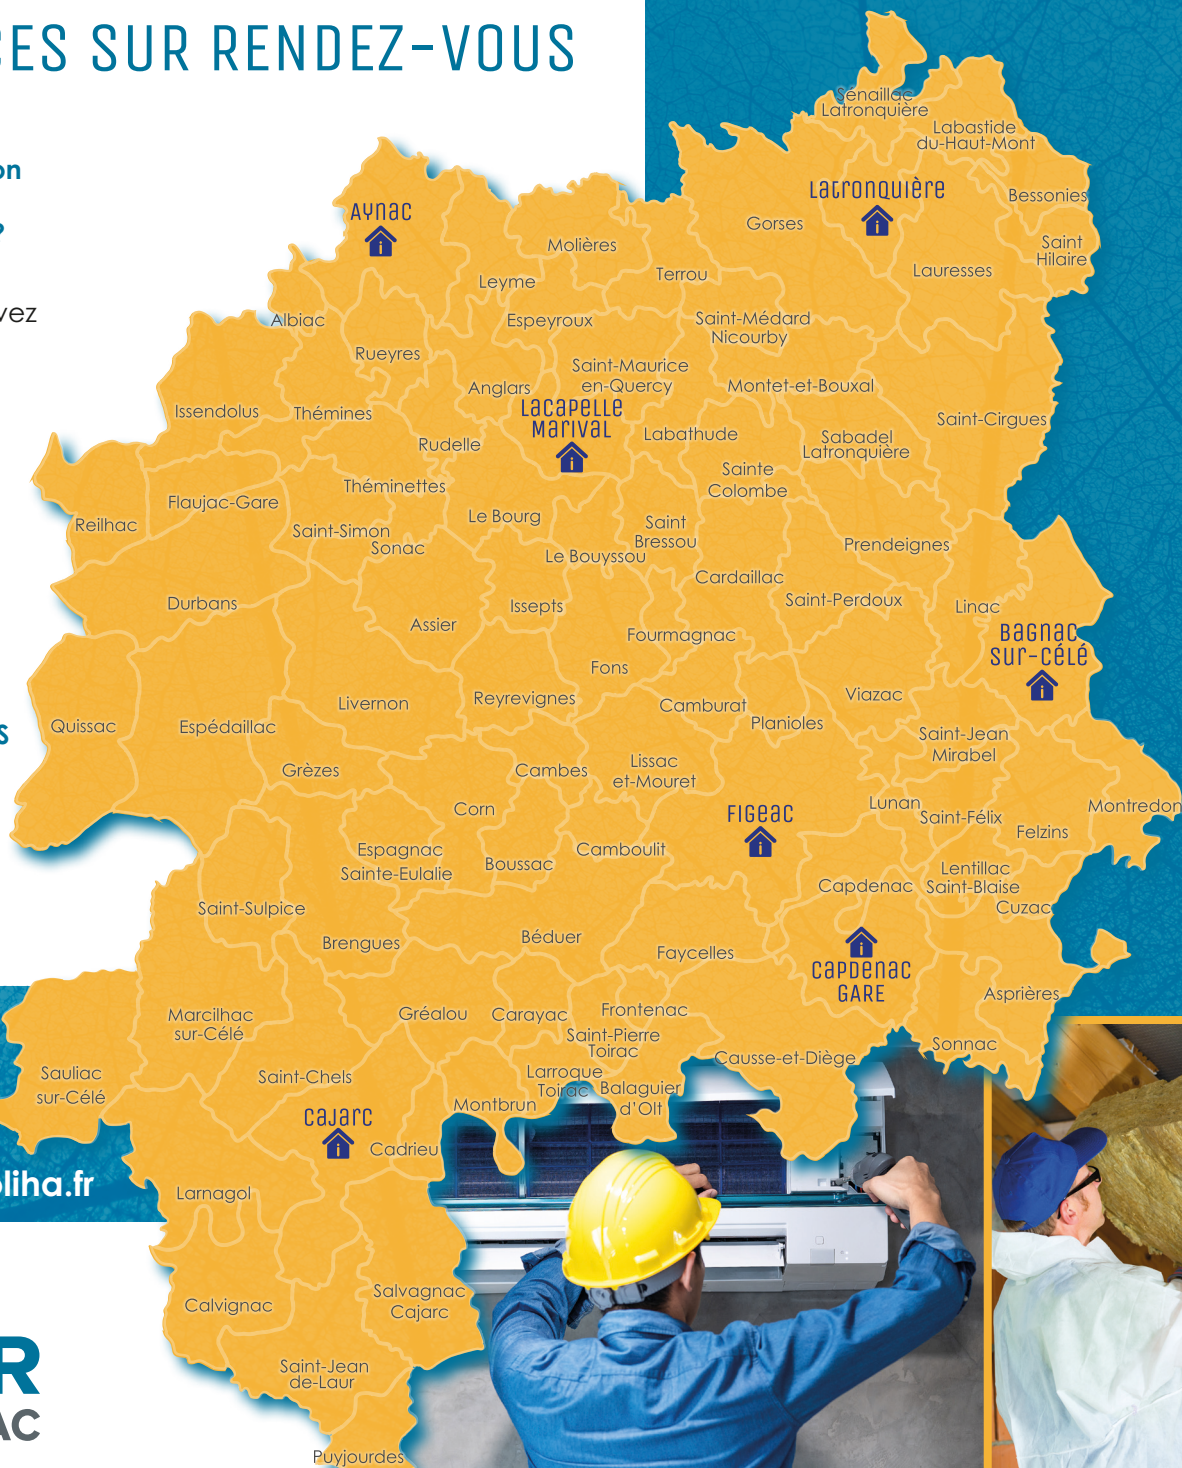 CES SUR RENDEZ-VOUS
on
?
vez
s
oliha.fr
R
AC
Sénaillac
Latronquière
Labastide
du-Haut-Mont
Latronquière
Bessonies
Aynac
Gorses
Saint
Hilaire
Molières
Terrou
Lauresses
Leyme
Albiac
Espeyroux
Saint-Médard
Nicourby
Rueyres
Saint-Maurice
en-Quercy
Anglars
Montet-et-Bouxal
Issendolus
Thémines
Lacapelle
Marival
Saint-Cirgues
Rudelle
Labathude
Sabadel
Latronquière
Sainte
Colombe
Théminettes
Flaujac-Gare
Reilhac
Saint-Simon
Sonac
Le Bourg
Saint
Bressou
Le Bouyssou
Prendeignes
Cardaillac
Durbans
Issepts
Saint-Perdoux
Linac
Assier
Fourmagnac
Bagnac
sur-Célé
Fons
Livernon
Reyrevignes
Camburat
Viazac
Planioles
Quissac
Espédaillac
Saint-Jean
Mirabel
Grèzes
Cambes
Lissac
et-Mouret
Corn
Figeac
Lunan
Saint-Félix
Montredon
Felzins
Espagnac
Sainte-Eulalie
Boussac
Camboulit
Capdenac
Lentillac
Saint-Blaise
Cuzac
Saint-Sulpice
Brengues
Béduer
Faycelles
Capdenac
GARE
Asprières
Marcilhac
sur-Célé
Gréalou
Carayac
Frontenac
Saint-Pierre
Toirac
Sonnac
Causse-et-Diège
Sauliac
sur-Célé
Saint-Chels
Larroque
Toirac
Balaguier
d'Olt
Montbrun
Cajarc
Cadrieu
Larnagol
Calvignac
Salvagnac
Cajarc
Saint-Jean
de-Laur
Puyjourdes